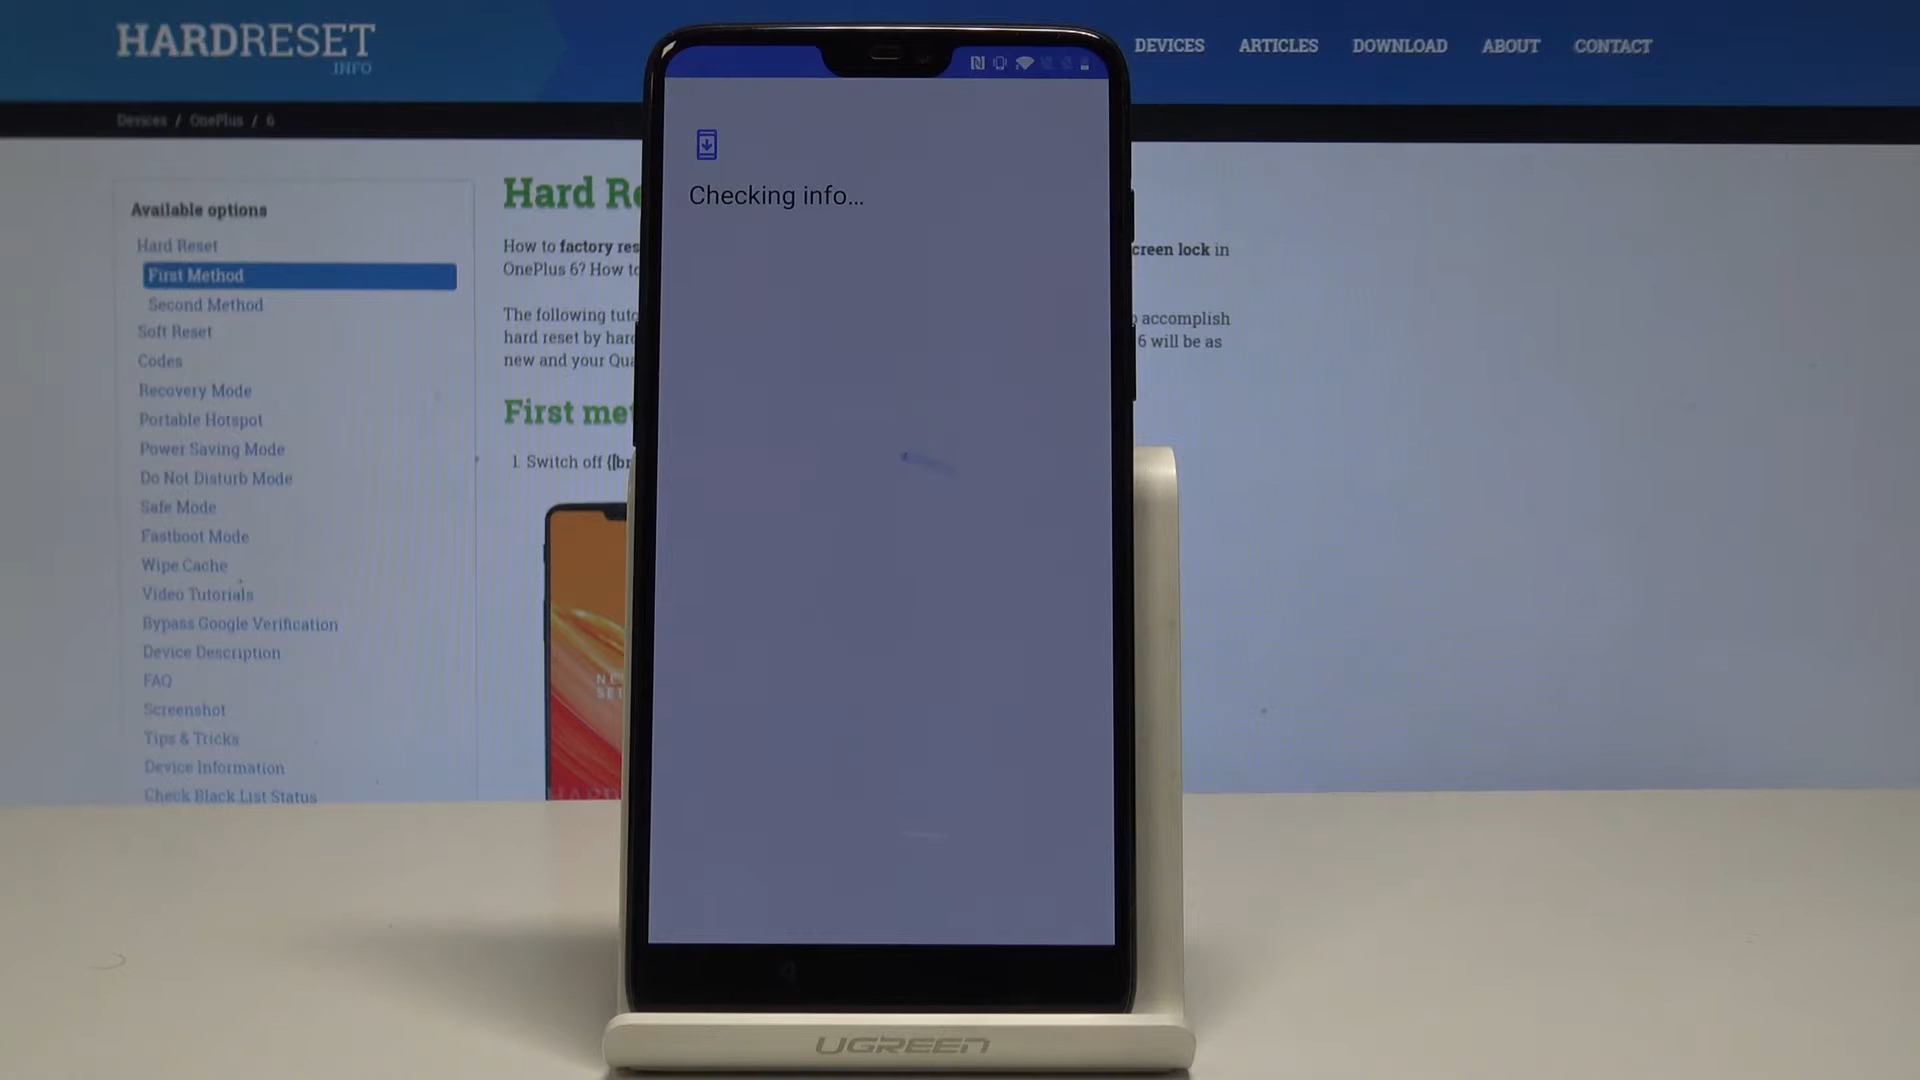 HARDRESET
.INFO
DEVICES ARTICLES DOWNLOAD ABOUT CONTACT
Devices / OnePlus / 6
Available options
Hard Reset
First Method
Second Method
Soft Reset
Codes
Recovery Mode
Portable Hotspot
Power Saving Mode
Do Not Disturb Mode
Safe Mode
Fastboot Mode
Wipe Cache
Video Tutorials
Bypass Google Verification
Device Description
FAQ
Screenshot
Tips & Tricks
Device Information
Check Black List Status
Hard Re
How to factory res
creen lock in
OnePlus 6? How to
The following tuto
accomplish
hard reset by hard
6 will be as
new and your Qua
First met
1. Switch off {[br
Checking info...
UGREEN